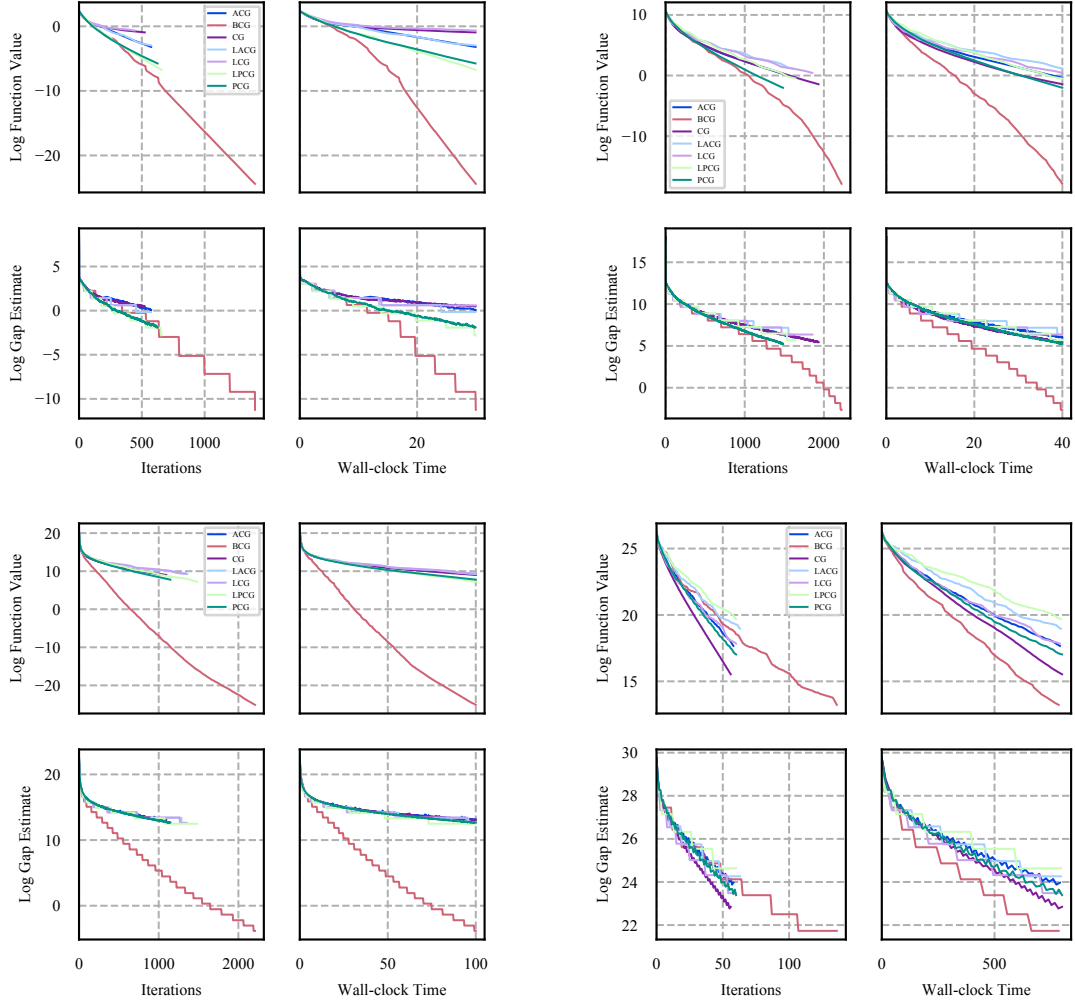 Log Function Value
0
−10
−20
ACG
BCG
CG
LACG
LCG
LPCG
PCG
Log Gap Estimate
5
0
−5
−10
0
500
1000
Iterations
0
20
Wall-clock Time
Log Function Value
10
0
−10
ACG
BCG
CG
LACG
LCG
LPCG
PCG
Log Gap Estimate
15
10
5
0
0
1000
2000
Iterations
0
20
40
Wall-clock Time
Log Function Value
20
10
0
−10
−20
ACG
BCG
CG
LACG
LCG
LPCG
PCG
Log Gap Estimate
20
10
0
0
1000
2000
Iterations
0
50
100
Wall-clock Time
Log Function Value
25
20
15
ACG
BCG
CG
LACG
LCG
LPCG
PCG
Log Gap Estimate
30
28
26
24
22
0
50
100
Iterations
0
500
Wall-clock Time